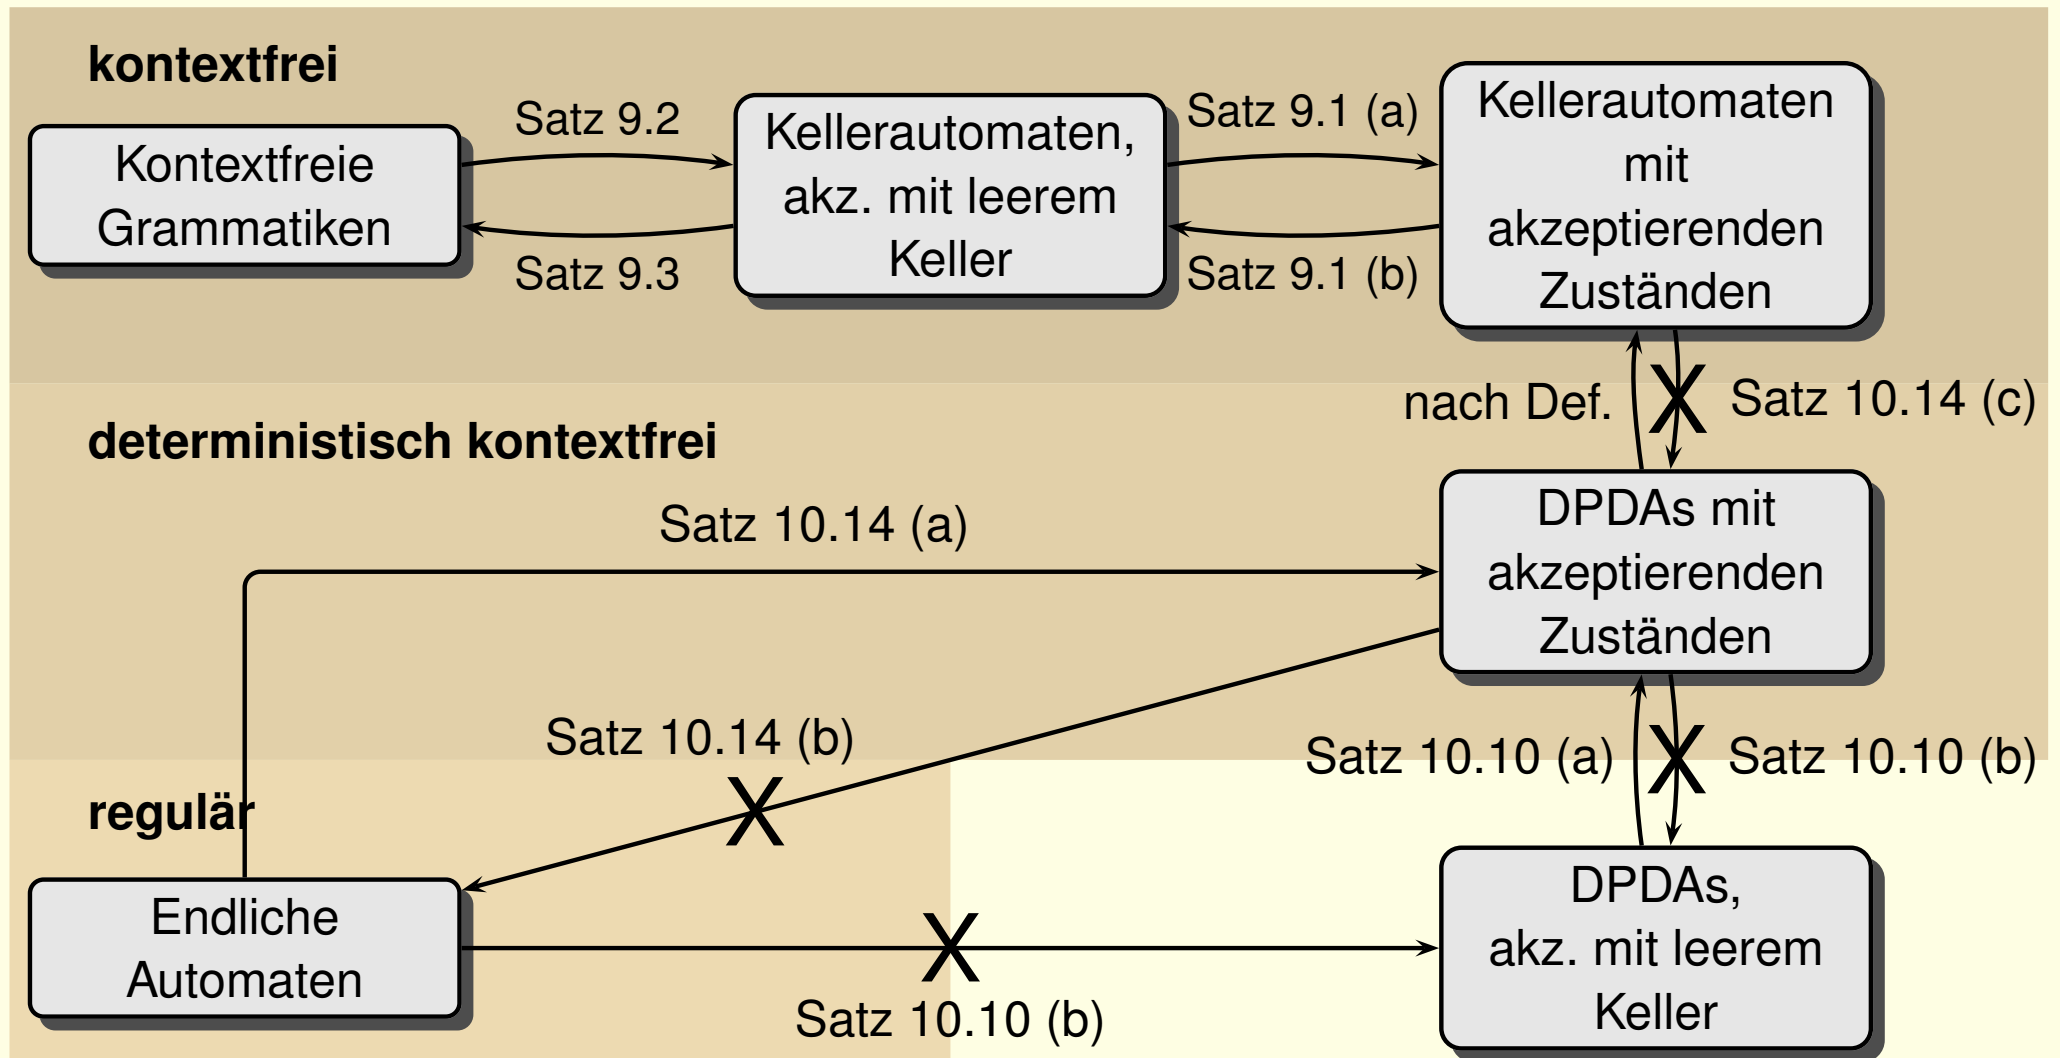 kontextfrei
Kontextfreie
Grammatiken
Satz 9.2
Satz 9.3
Kellerautomaten,
akz. mit leerem
Keller
Satz 9.1 (a)
Satz 9.1 (b)
Kellerautomaten
mit
akzeptierenden
Zuständen
nach Def.
X
Satz 10.14 (c)
deterministisch kontextfrei
Satz 10.14 (a)
DPDAs mit
akzeptierenden
Zuständen
Satz 10.14 (b)
X
Satz 10.10 (a)
X
Satz 10.10 (b)
regulär
Endliche
Automaten
X
Satz 10.10 (b)
DPDAs,
akz. mit leerem
Keller